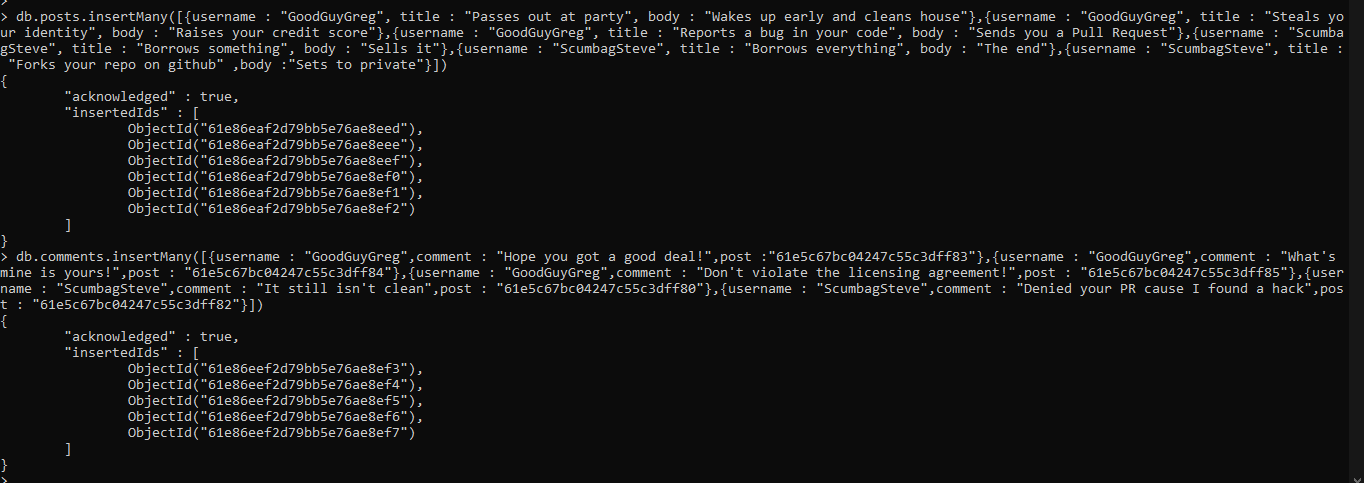 >
> db.posts.insertMany([{username : "GoodGuyGreg", title : "Passes out at party", body : "Wakes up early and cleans house"},{username : "GoodGuyGreg", title : "Steals yo
ur identity", body : "Raises your credit score"},{username : "GoodGuyGreg", title : "Reports a bug in your code", body : "Sends you a Pull Request"},{username : "Scumba
gSteve", title : "Borrows something", body : "Sells it"},{username : "ScumbagSteve", title : "Borrows everything", body : "The end"},{username : "ScumbagSteve", title :
 "Forks your repo on github" ,body :"Sets to private"}])
{
        "acknowledged" : true,
        "insertedIds" : [
                ObjectId("61e86eaf2d79bb5e76ae8eed"),
                ObjectId("61e86eaf2d79bb5e76ae8eee"),
                ObjectId("61e86eaf2d79bb5e76ae8eef"),
                ObjectId("61e86eaf2d79bb5e76ae8ef0"),
                ObjectId("61e86eaf2d79bb5e76ae8ef1"),
                ObjectId("61e86eaf2d79bb5e76ae8ef2")
        ]
}
> db.comments.insertMany([{username : "GoodGuyGreg",comment : "Hope you got a good deal!",post :"61e5c67bc04247c55c3dff83"},{username : "GoodGuyGreg",comment : "What's
mine is yours!",post : "61e5c67bc04247c55c3dff84"},{username : "GoodGuyGreg",comment : "Don't violate the licensing agreement!",post : "61e5c67bc04247c55c3dff85"},{user
name : "ScumbagSteve",comment : "It still isn't clean",post : "61e5c67bc04247c55c3dff80"},{username : "ScumbagSteve",comment : "Denied your PR cause I found a hack",pos
t : "61e5c67bc04247c55c3dff82"}])
{
        "acknowledged" : true,
        "insertedIds" : [
                ObjectId("61e86eef2d79bb5e76ae8ef3"),
                ObjectId("61e86eef2d79bb5e76ae8ef4"),
                ObjectId("61e86eef2d79bb5e76ae8ef5"),
                ObjectId("61e86eef2d79bb5e76ae8ef6"),
                ObjectId("61e86eef2d79bb5e76ae8ef7")
        ]
}
>